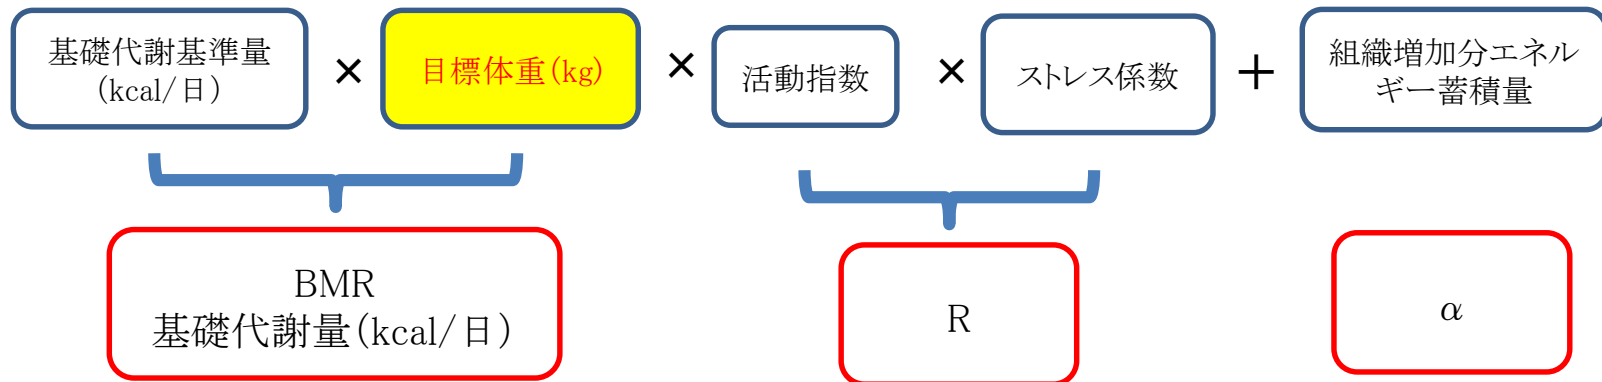 基礎代謝基準量
(kcal/日)
×
目標体重(kg)
×
活動指数
×
ストレス係数
+
組織増加分エネル
ギー蓄積量
BMR
基礎代謝量(kcal/日)
R
α